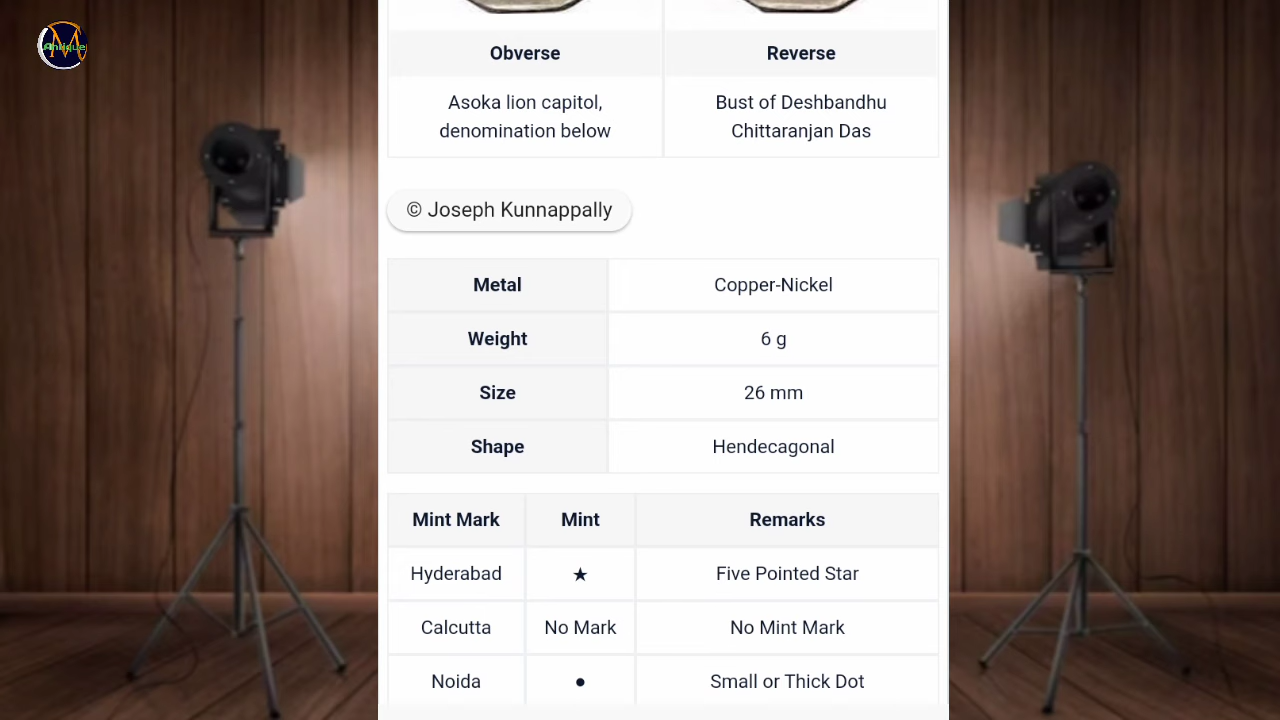 Antique
M
Obverse Reverse
Asoka lion capitol, Bust of Deshbandhu
denomination below Chittaranjan Das
© Joseph Kunnappally
Metal Copper-Nickel
Weight 6 g
Size 26 mm
Shape Hendecagonal
Mint Mark Mint Remarks
Hyderabad ★ Five Pointed Star
Calcutta No Mark No Mint Mark
Noida ● Small or Thick Dot